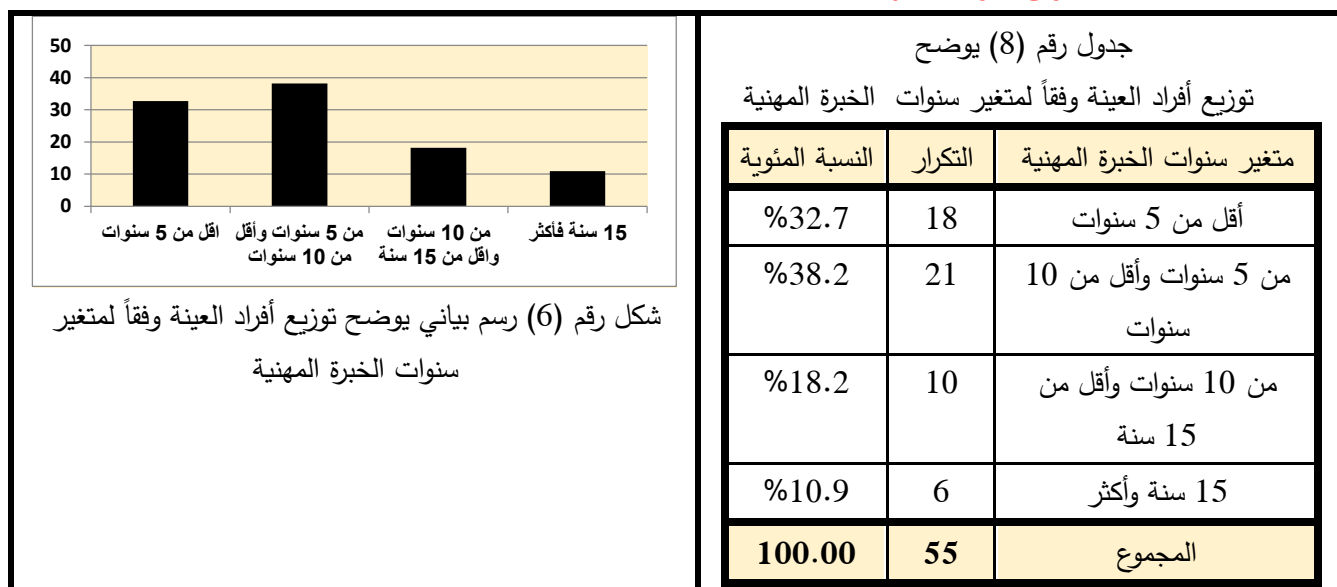 جدول رقم (8) يوضح
توزيع أفراد العينة وفقاً لمتغير سنوات الخبرة المهنية
متغير سنوات الخبرة المهنية التكرار النسبة المئوية
أقل من 5 سنوات 18 %32.7
من 5 سنوات وأقل من 10 21 %38.2
سنوات
من 10 سنوات وأقل من 10 %18.2
15 سنة
15 سنة وأكثر 6 %10.9
المجموع 55 100.00
50
40
30
20
10
0
اقل من 5 سنوات
من 5 سنوات وأقل
من 10 سنوات
من 10 سنوات
واقل من 15 سنة
15 سنة فأكثر
شكل رقم (6) رسم بياني يوضح توزيع أفراد العينة وفقاً لمتغير
سنوات الخبرة المهنية